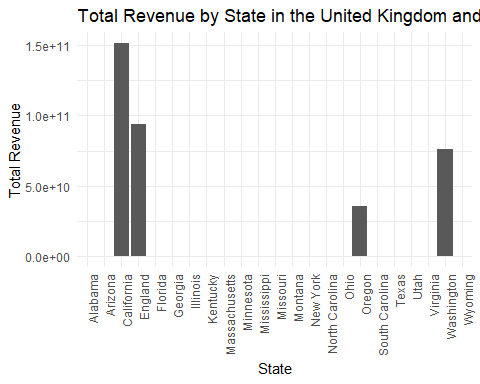 Total Revenue by State in the United Kingdom and
1.5e+11
1.0e+11
5.0e+10
0.0e+00
Total Revenue
Alabama
Arizona
California
England
Florida
Georgia
Illinois
Kentucky
Massachusetts
Minnesota
Mississippi
Missouri
Montana
New York
North Carolina
Ohio
Oregon
South Carolina
Texas
Utah
Virginia
Washington
Wyoming
State